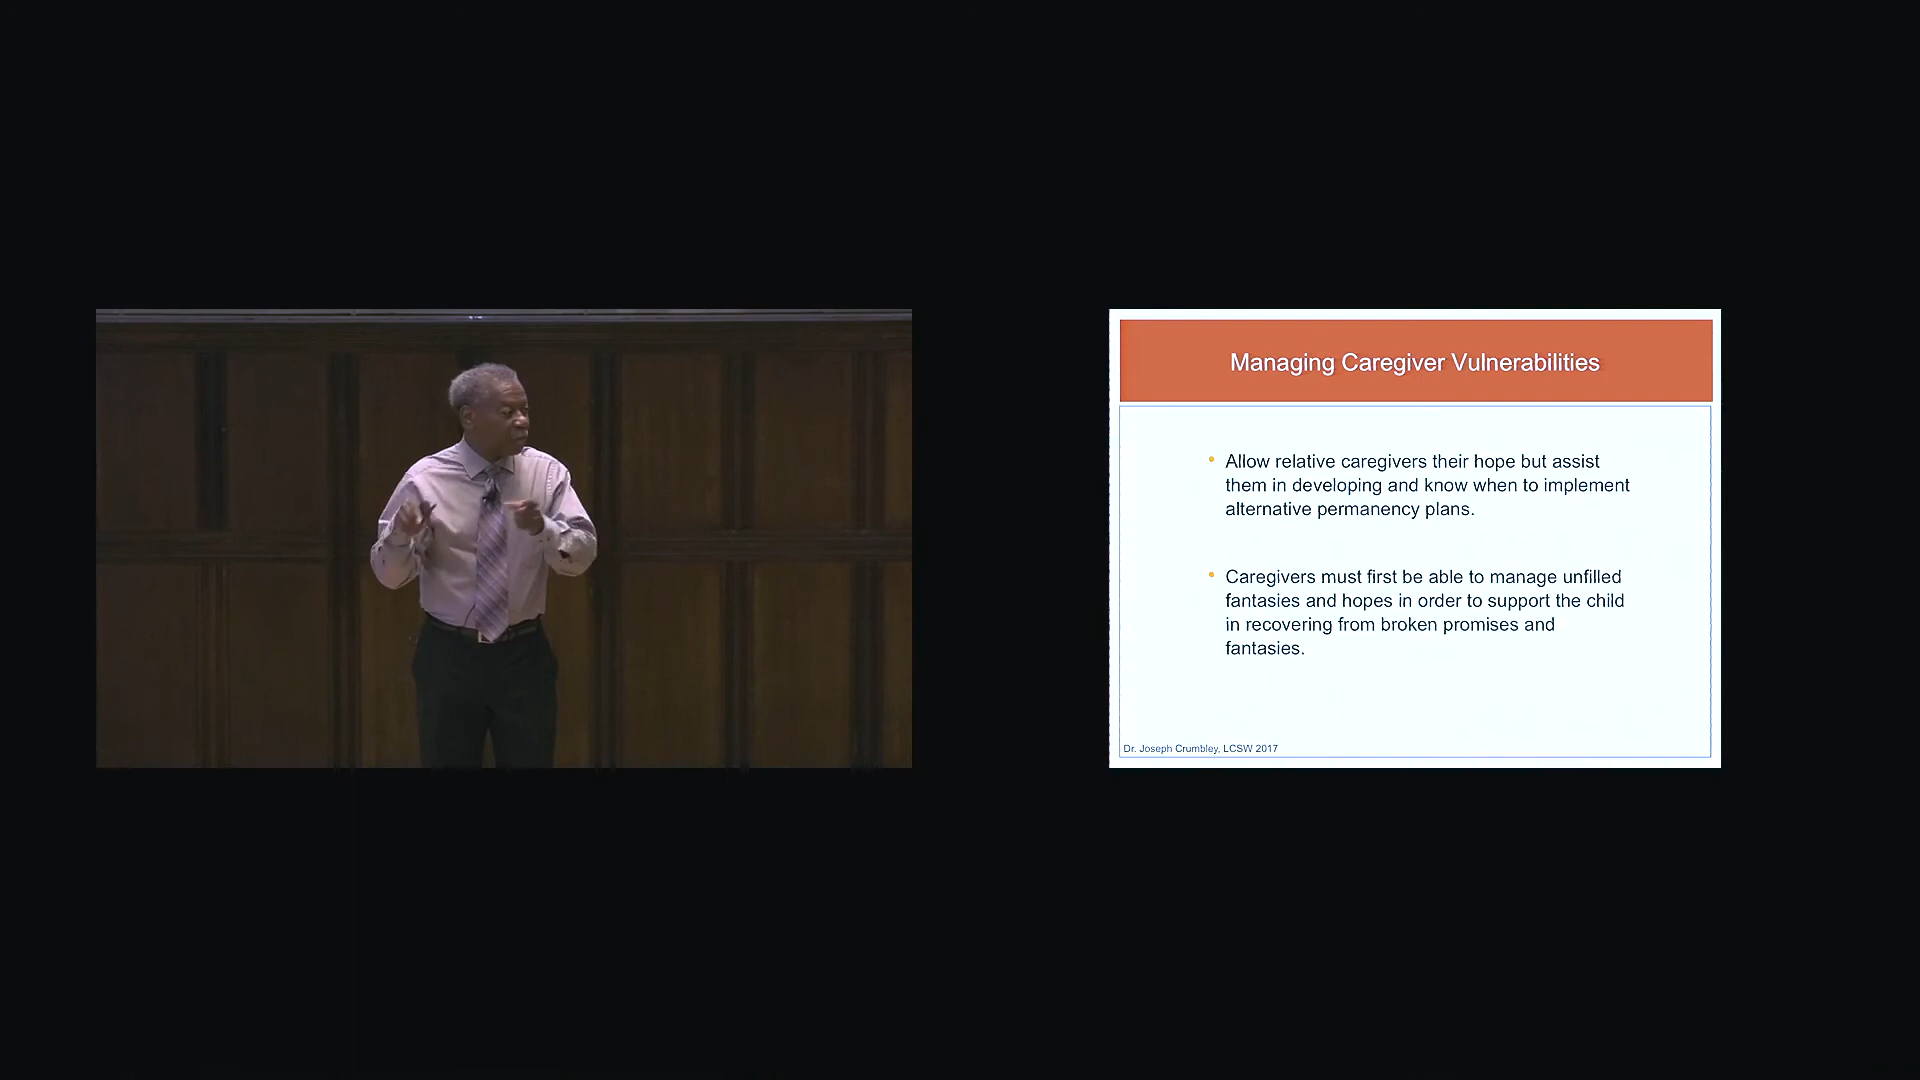 Managing Caregiver Vulnerabilities
• Allow relative caregivers their hope but assist
them in developing and know when to implement
alternative permanency plans.
• Caregivers must first be able to manage unfilled
fantasies and hopes in order to support the child
in recovering from broken promises and
fantasies.
Dr. Joseph Crumbley, LCSW 2017